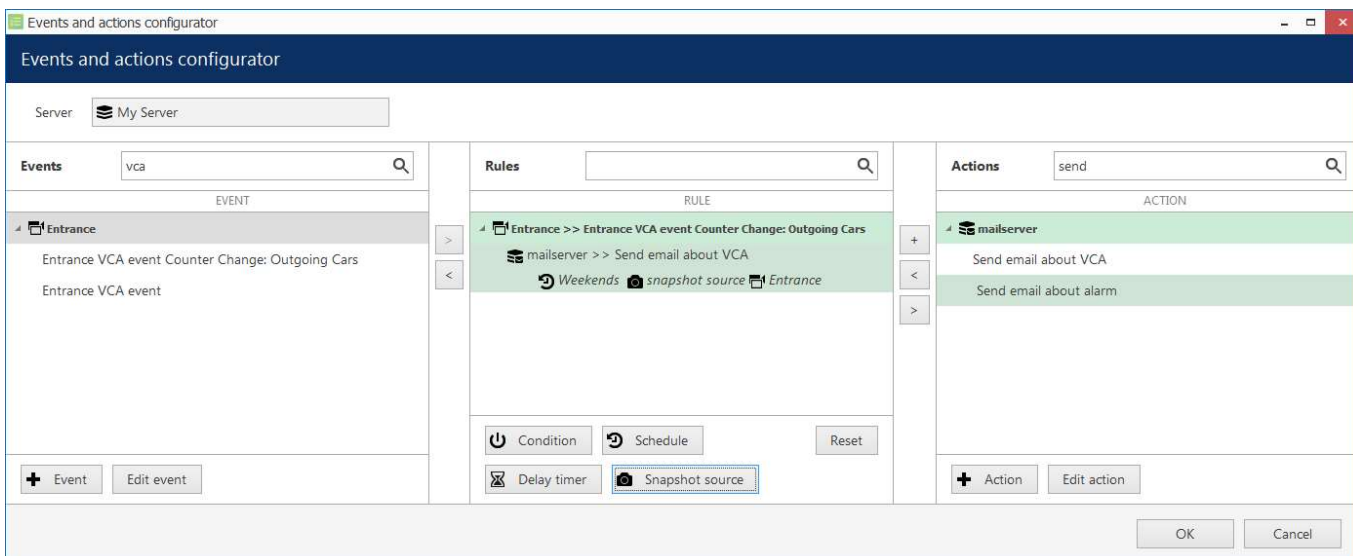 Events and actions configurator
Events and actions configurator
Server My Server
Events vca
EVENT
Entrance
Entrance VCA event Counter Change: Outgoing Cars
Entrance VCA event
Event Edit event
>
<
Rules
RULE
Entrance >> Entrance VCA event Counter Change: Outgoing Cars
mailserver >> Send email about VCA
Weekends snapshot source Entrance
Condition Schedule Reset
Delay timer Snapshot source
+
<
>
Actions send
ACTION
mailserver
Send email about VCA
Send email about alarm
Action Edit action
OK Cancel